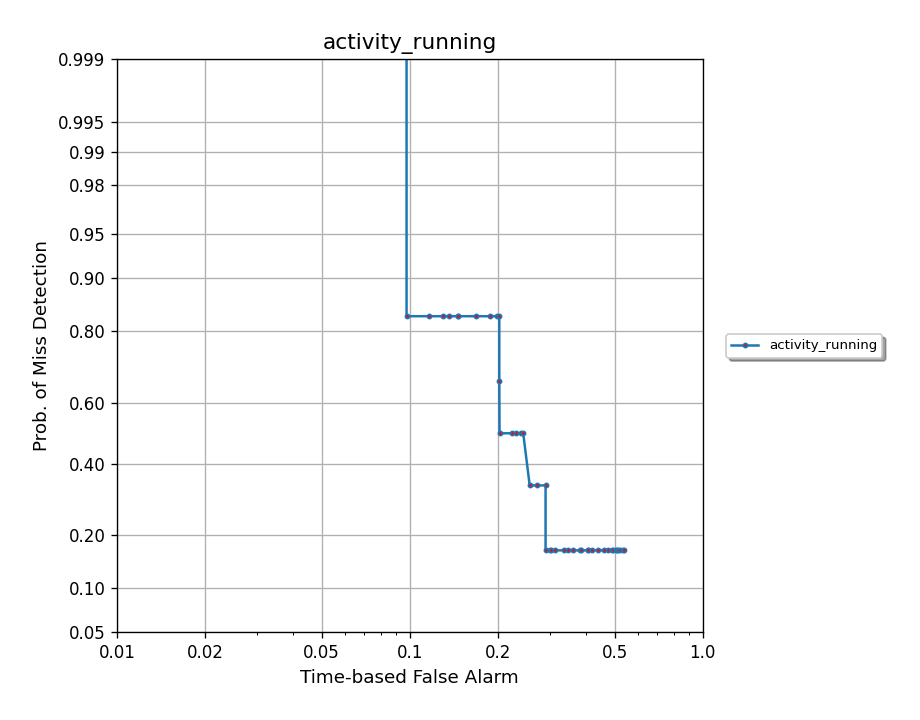 activity_running
0.999
0.995
0.99
0.98
0.95
0.90
0.80
0.60
0.40
0.20
0.10
0.05
Prob. of Miss Detection
0.01 0.02 0.05 0.1 0.2 0.5 1.0
Time-based False Alarm
activity_running